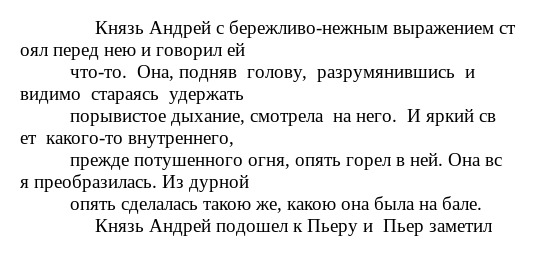 Князь Андрей с бережливо-нежным выражением ст
оял перед нею и говорил ей
что-то. Она, подняв голову, разрумянившись и
видимо стараясь удержать
порывистое дыхание, смотрела на него. И яркий св
ет какого-то внутреннего,
прежде потушенного огня, опять горел в ней. Она вс
я преобразилась. Из дурной
опять сделалась такою же, какою она была на бале.
Князь Андрей подошел к Пьеру и Пьер заметил